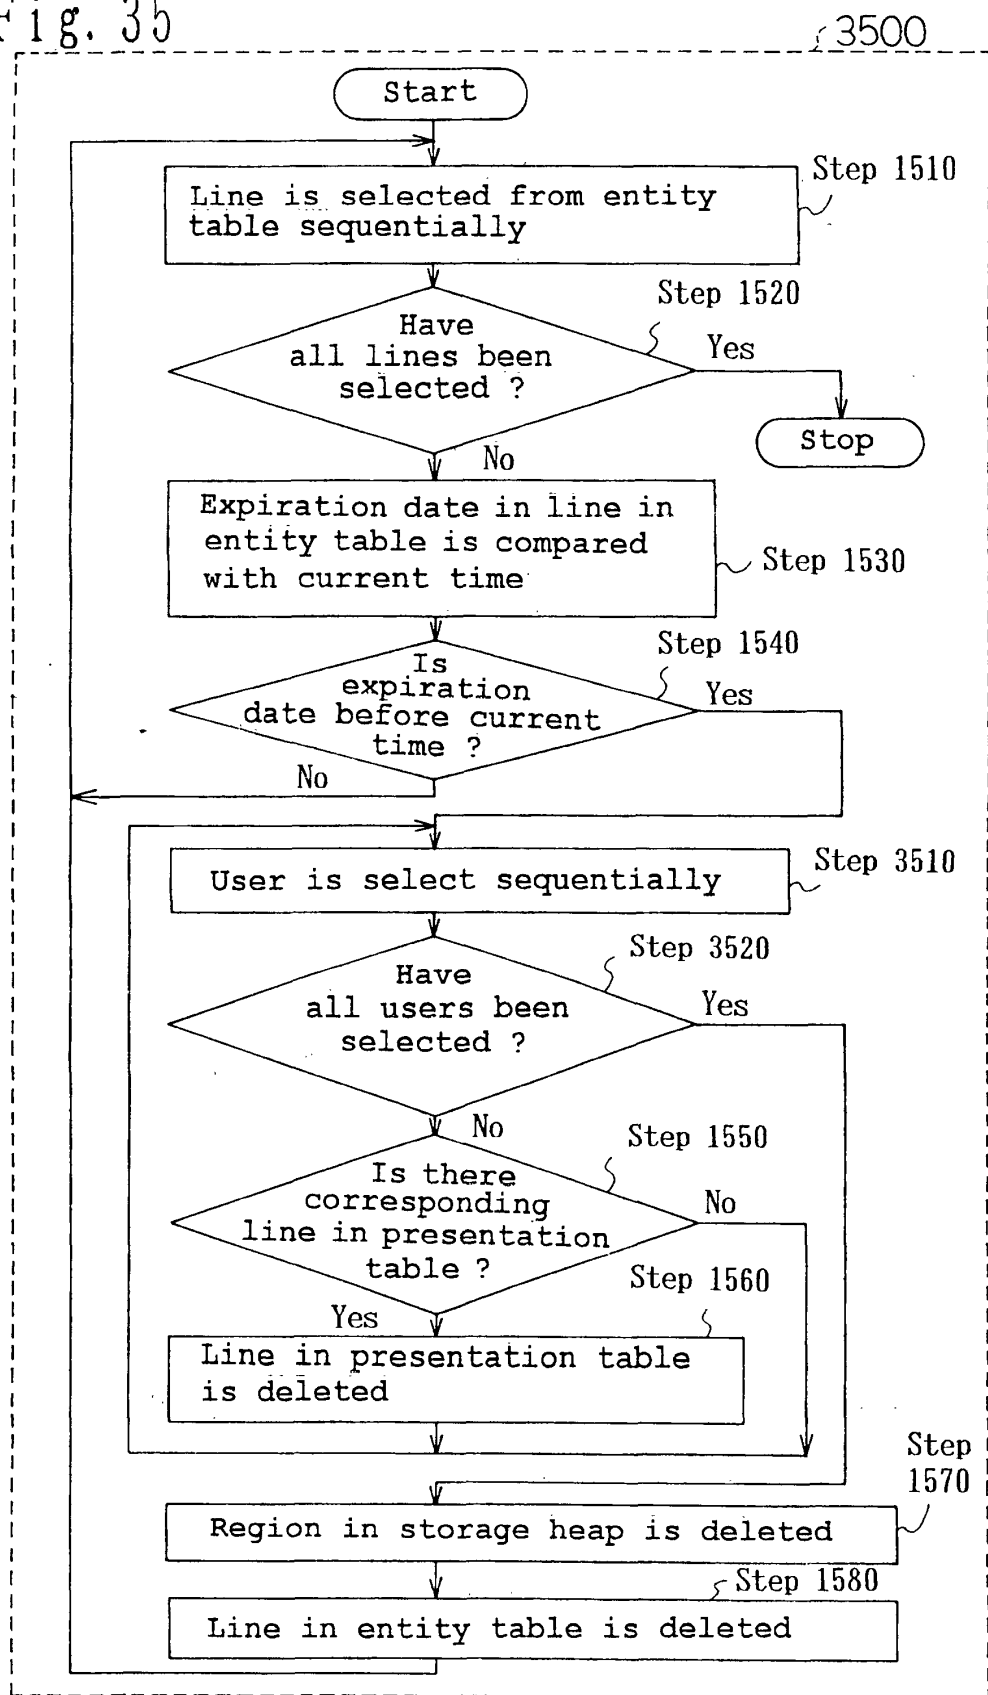 Fig. 35
3500
Start
Step 1510
Line is selected from entity
table sequentially
Step 1520
Have
all lines been
selected ?
Yes
Stop
No
Expiration date in line in
entity table is compared
with current time
Step 1530
Step 1540
Is
expiration
date before current
time ?
Yes
No
Step 3510
User is select sequentially
Step 3520
Have
all users been
selected ?
Yes
No
Step 1550
Is there
corresponding
line in presentation
table ?
No
Step 1560
Yes
Line in presentation table
is deleted
Step
1570
Region in storage heap is deleted
Step 1580
Line in entity table is deleted